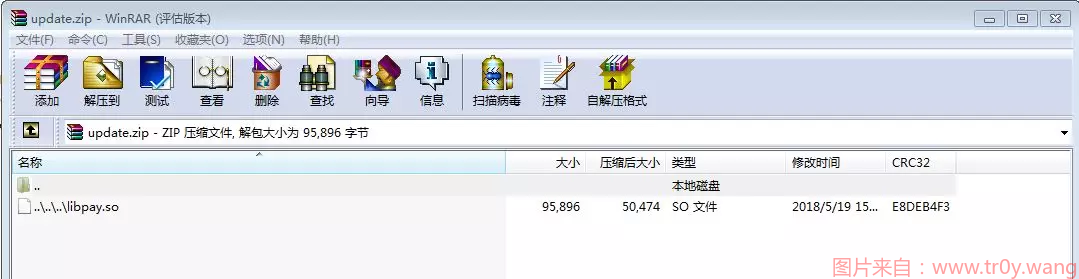 update.zip - WinRAR (评估版本)
文件(F) 命令(C) 工具(S) 收藏夹(O) 选项(N) 帮助(H)
添加 解压到 测试 查看 删除 查找 向导 信息 扫描病毒 注释 自解压格式
update.zip - ZIP 压缩文件, 解包大小为 95,896 字节
名称 大小 压缩后大小 类型 修改时间 CRC32
.. 本地磁盘
..\..\..\libpay.so 95,896 50,474 SO 文件 2018/5/19 15... E8DEB4F3
图片来自：www.tr0y.wang